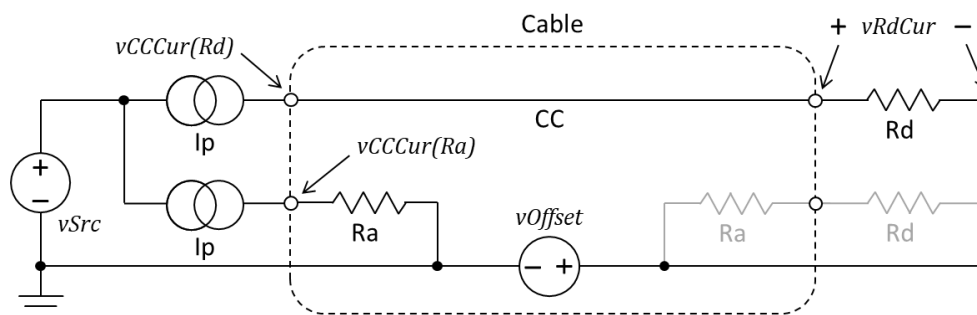 Cable
+ vRdCur −
vCCCur(Rd)
CC
Rd
Ip
vCCCur(Ra)
+
−
vSrc
Ip
Ra
vOffset
− +
Ra
Rd